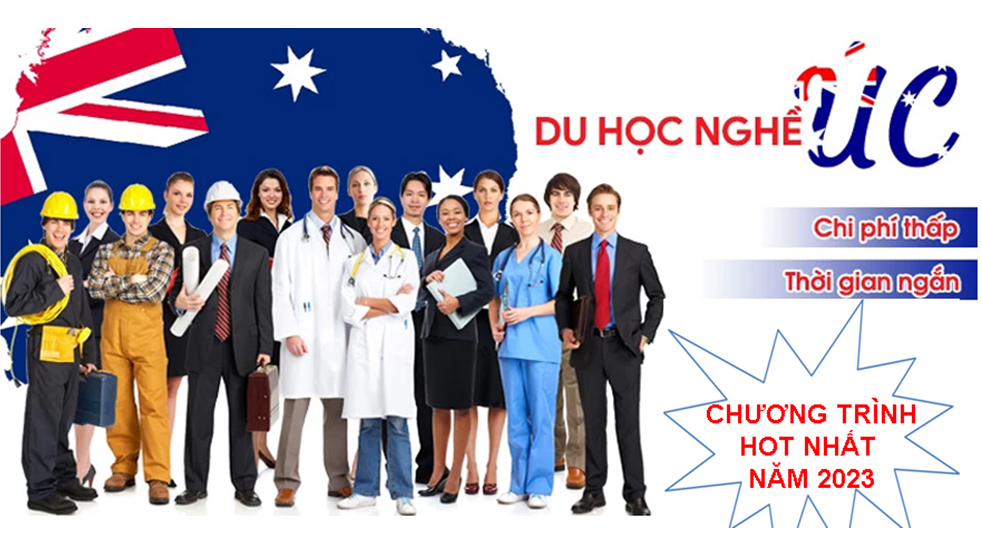 DU HỌC NGHỀ ÚC
Chi phí thấp
Thời gian ngắn
CHƯƠNG TRÌNH
HOT NHẤT
NĂM 2023